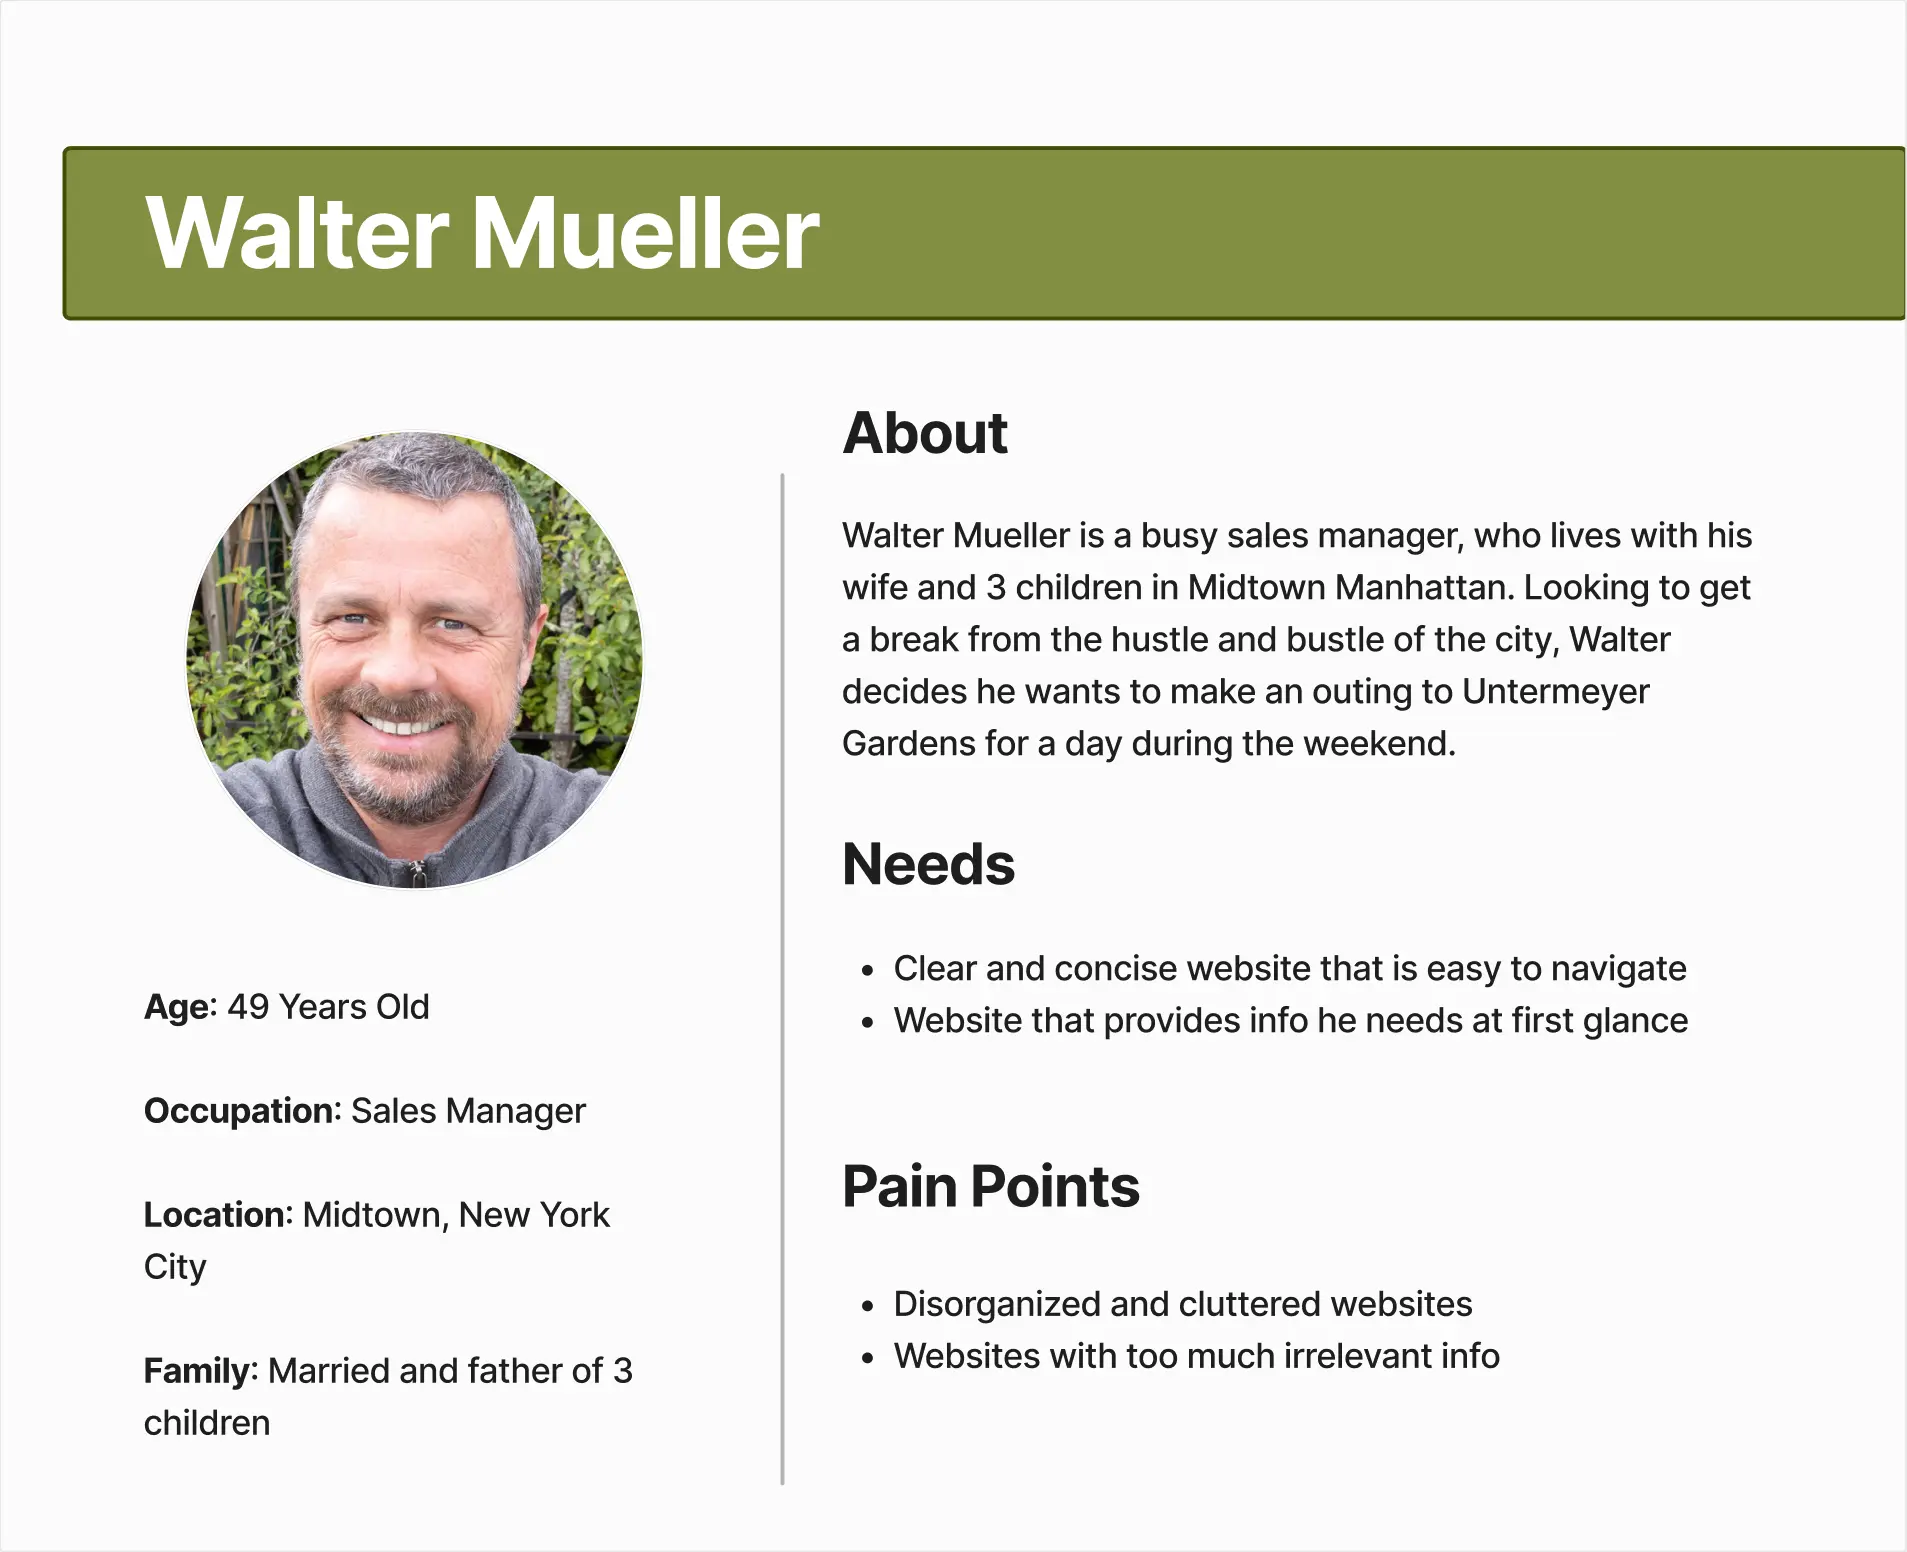 Walter Mueller
Age: 49 Years Old
Occupation: Sales Manager
Location: Midtown, New York
City
Family: Married and father of 3
children
About
Walter Mueller is a busy sales manager, who lives with his
wife and 3 children in Midtown Manhattan. Looking to get
a break from the hustle and bustle of the city, Walter
decides he wants to make an outing to Untermeyer
Gardens for a day during the weekend.
Needs
• Clear and concise website that is easy to navigate
• Website that provides info he needs at first glance
Pain Points
• Disorganized and cluttered websites
• Websites with too much irrelevant info